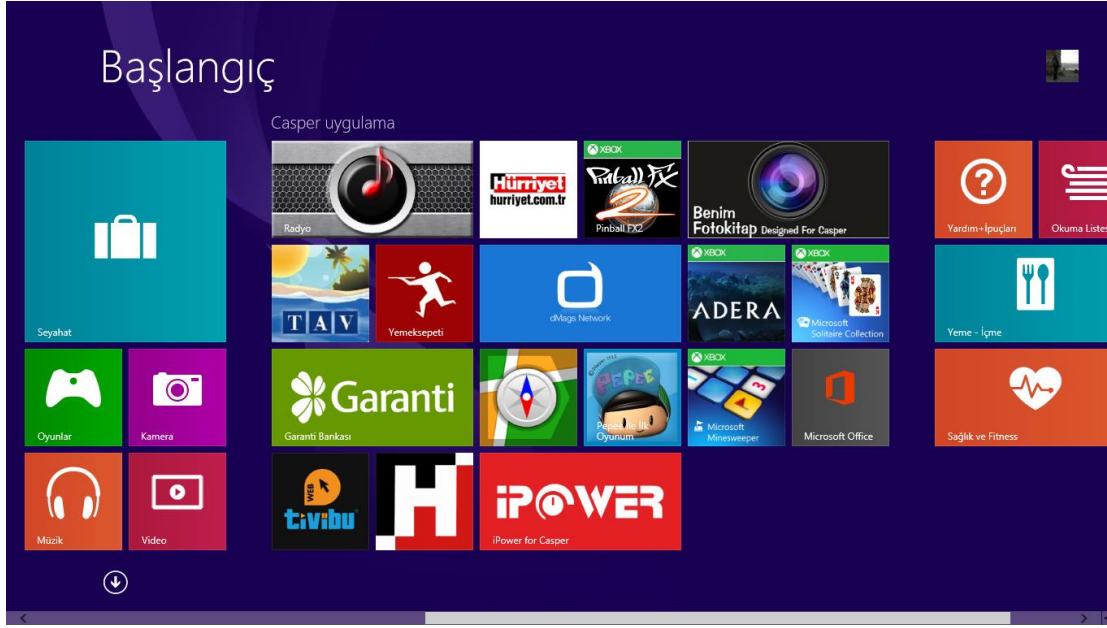 Başlangıç
Casper uygulama
Seyahat
Oyunlar
Kamera
Müzik
Video
Radyo
Hürriyet
hurriyet.com.tr
XBOX
Pinball FX
2
Pinball FX2
Benim
Fotokitap Designed For Casper
TAV
Yemeksepeti
d
dMags Network
XBOX
ADERA
XBOX
Microsoft
Solitaire Collection
Garanti
Garanti Bankası
PEPEE
Pepee ile İlk
Oyunum
XBOX
3
Microsoft
Minesweeper
Microsoft Office
WEB
tivibu
H
iPOWER
iPower for Casper
?
Yardım+İpuçları
Okuma Listes
Yeme - İçme
Sağlık ve Fitness